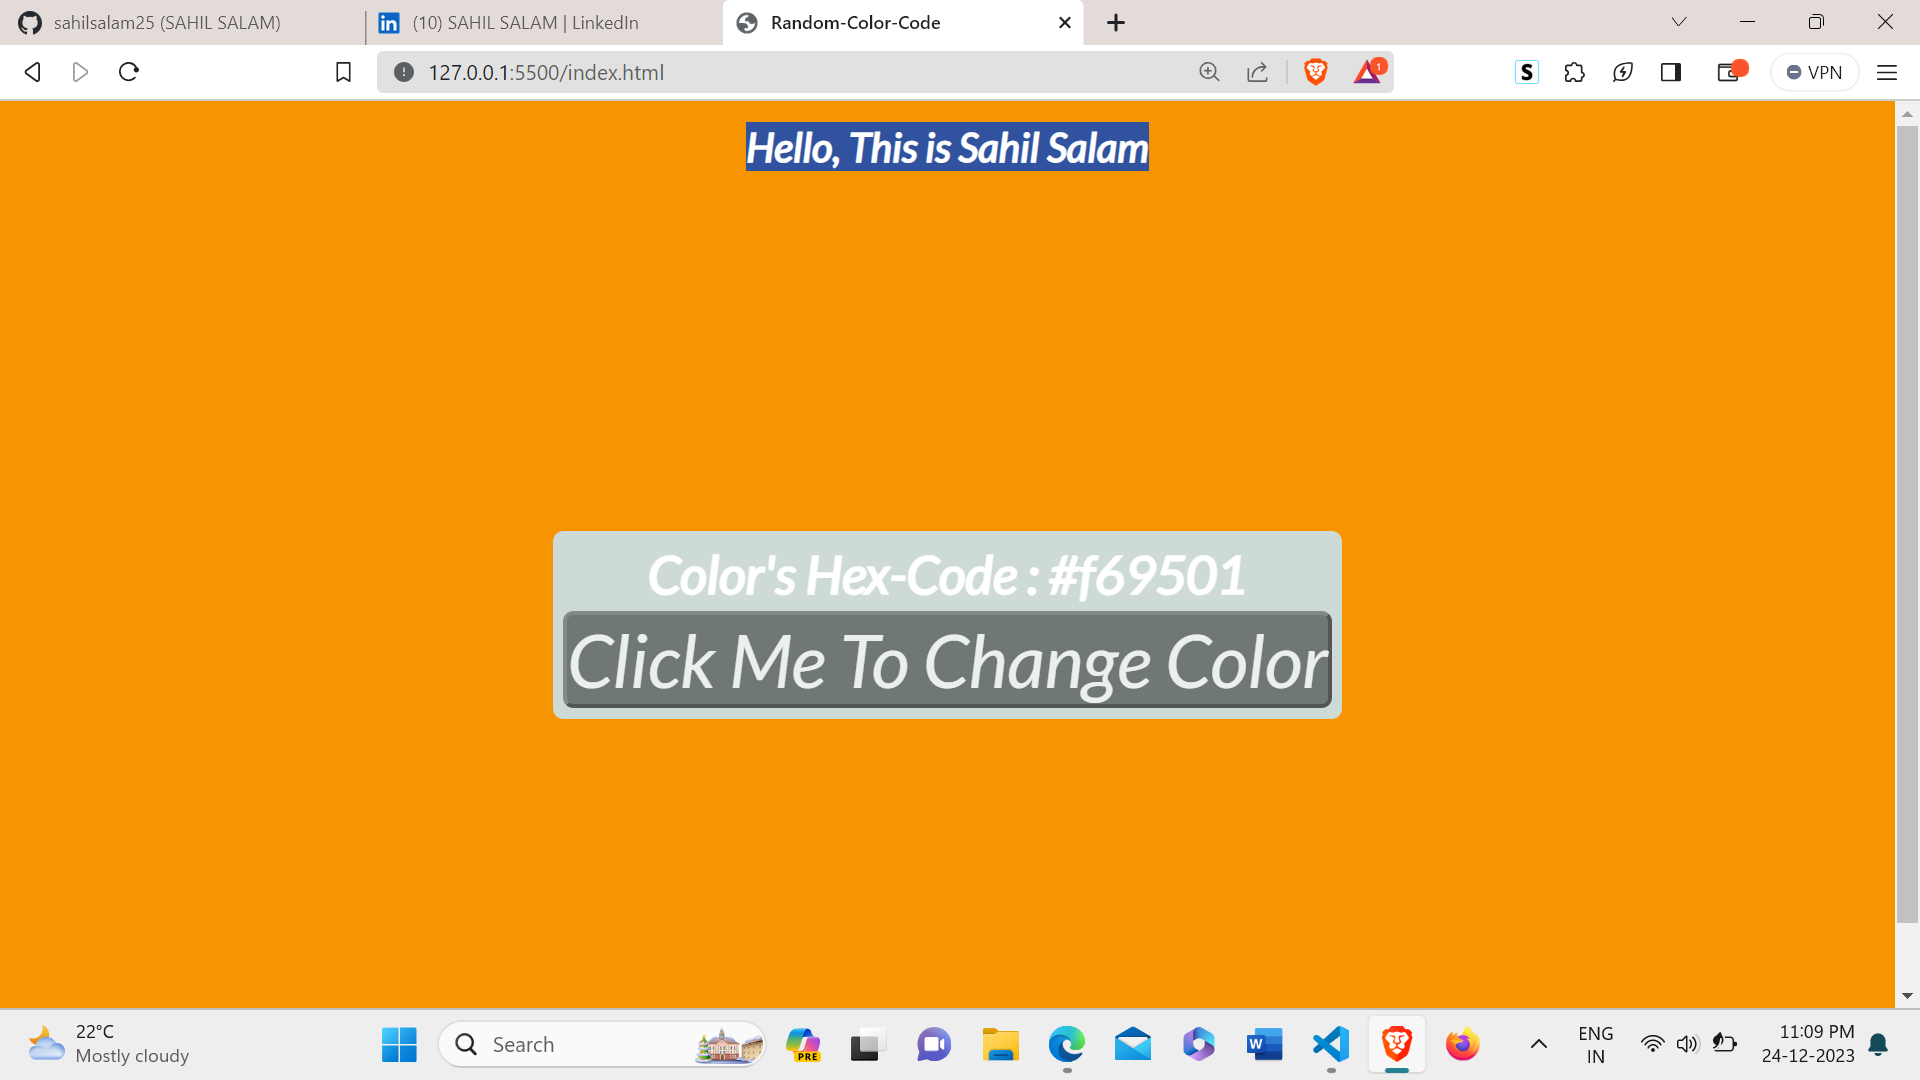 sahilsalam25 (SAHIL SALAM)
(10) SAHIL SALAM | LinkedIn
Random-Color-Code
127.0.0.1:5500/index.html
1
VPN
Hello, This is Sahil Salam
Color's Hex-Code : #f69501
Click Me To Change Color
22°C
Mostly cloudy
Search
PRE
ENG
IN
11:09 PM
24-12-2023